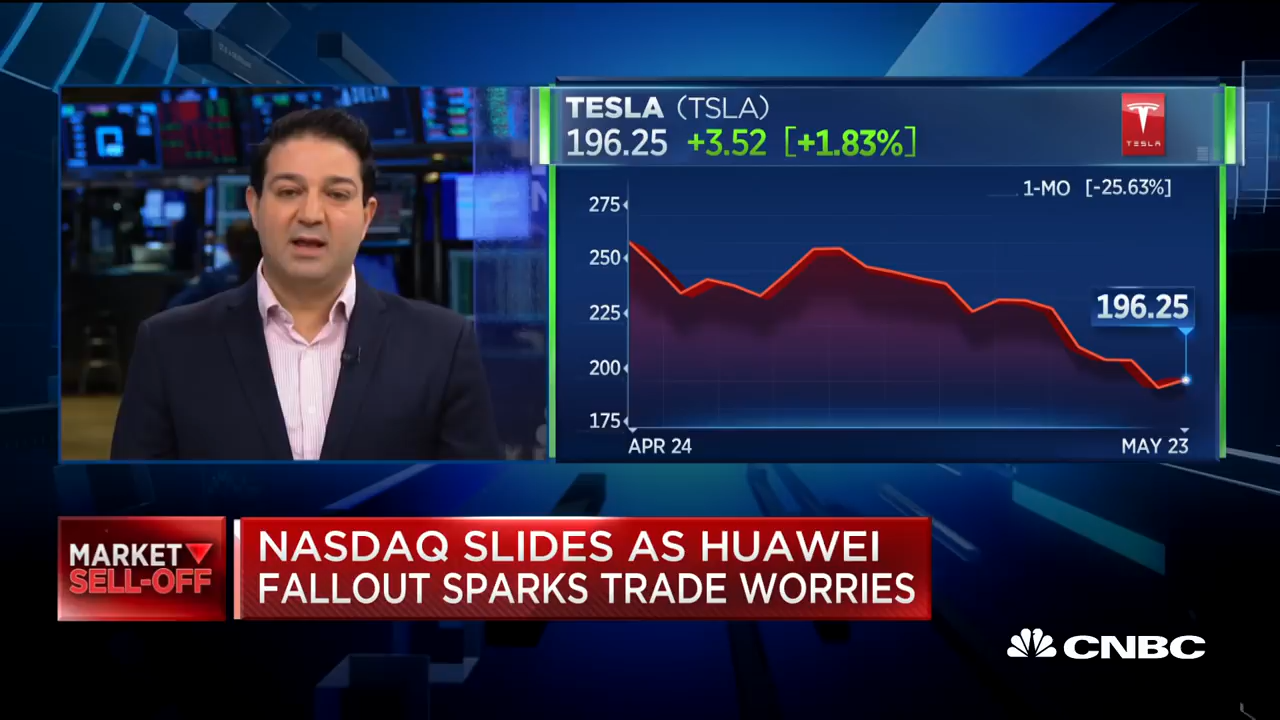 TESLA (TSLA)
196.25 +3.52 [+1.83%]
TESLA
1-MO [-25.63%]
275
250
225
200
175
196.25
APR 24
MAY 23
MARKET
SELL-OFF
NASDAQ SLIDES AS HUAWEI
FALLOUT SPARKS TRADE WORRIES
CNBC